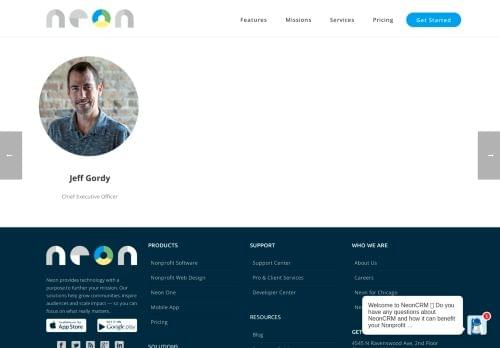 neon
Features
Missions
Services
Pricing
Get Started
←
→
Jeff Gordy
Chief Executive Officer
neon
Neon provides technology with a
purpose to further your mission. Our
solutions help grow communities, inspire
audiences and scale impact — so you
can focus on what really matters.
App Store
Google play
PRODUCTS
Nonprofit Software
Nonprofit Web Design
Neon One
Mobile App
Pricing
SOLUTIONS
SUPPORT
Support Center
Pro & Client Services
Developer Center
RESOURCES
Blog
WHO WE ARE
About Us
Careers
Neon for Chicago
Welcome to NeonCRM Do you
have any questions about
NeonCRM and how it can benefit
your Nonprofit ...
1
4545 N Ravenswood Ave, 2nd Floor